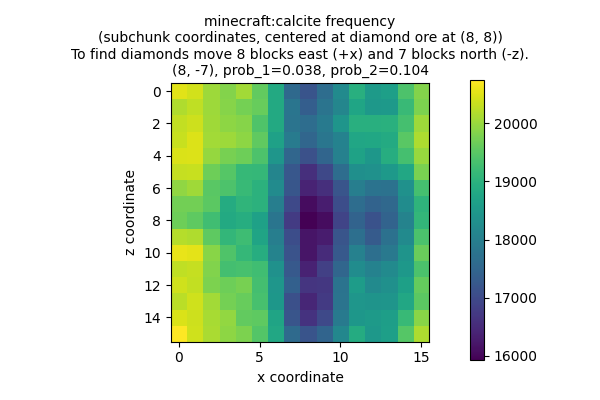 minecraft:calcite frequency
(subchunk coordinates, centered at diamond ore at (8, 8))
To find diamonds move 8 blocks east (+x) and 7 blocks north (-z).
(8, -7), prob_1=0.038, prob_2=0.104
0
2
4
6
8
10
12
14
z coordinate
0
5
10
15
x coordinate
20000
19000
18000
17000
16000